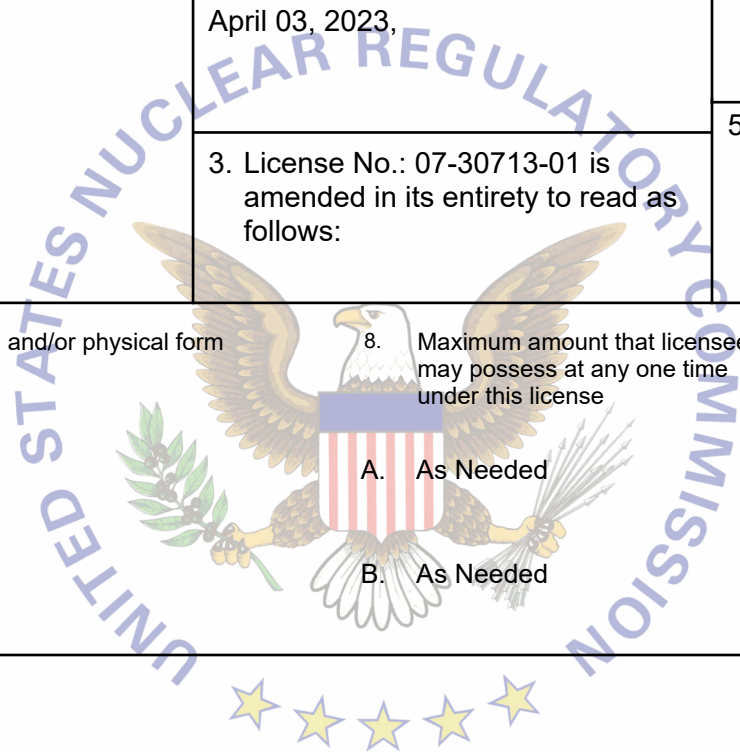 April 03, 2023,
5
3. License No.: 07-30713-01 is
amended in its entirety to read as
follows:
and/or physical form
8. Maximum amount that licensee
may possess at any one time
under this license
A. As Needed
B. As Needed
UNITED STATES NUCLEAR REGULATORY COMMISSION